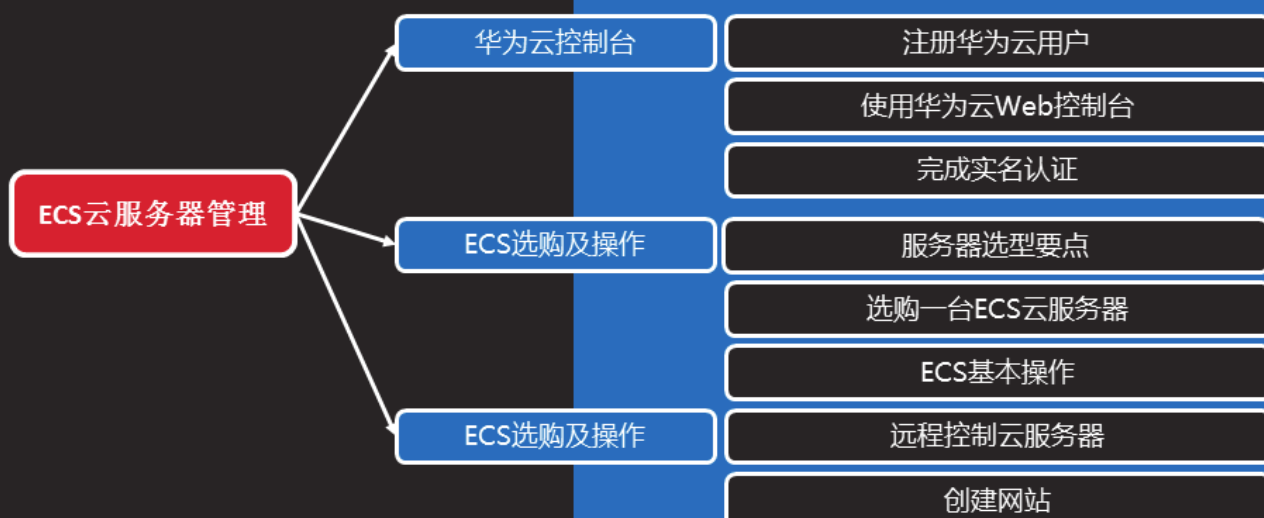 ECS云服务器管理
华为云控制台
注册华为云用户
使用华为云Web控制台
完成实名认证
ECS选购及操作
服务器选型要点
选购一台ECS云服务器
ECS基本操作
ECS选购及操作
远程控制云服务器
创建网站